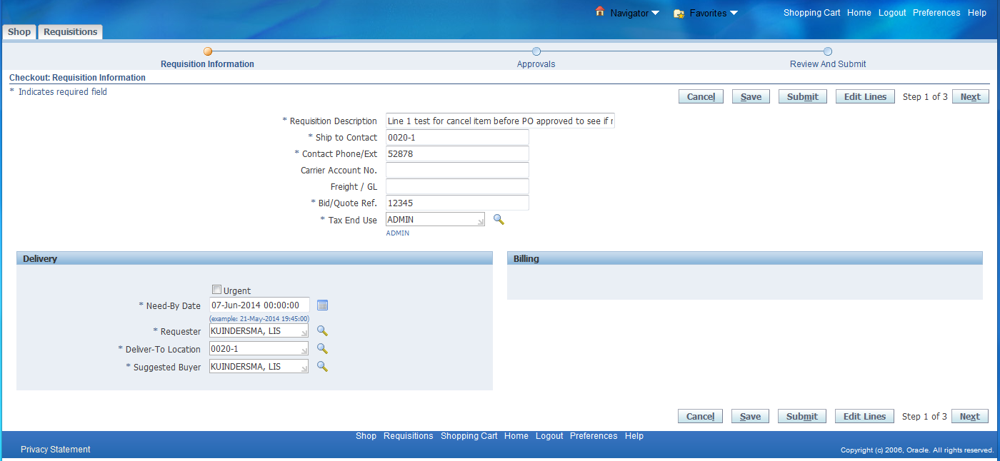 Navigator Favorites Shopping Cart Home Logout Preferences Help
Shop Requisitions
Requisition Information Approvals Review And Submit
Checkout: Requisition Information
* Indicates required field
Cancel Save Submit Edit Lines Step 1 of 3 Next
* Requisition Description Line 1 test for cancel item before PO approved to see if r
* Ship to Contact 0020-1
* Contact Phone/Ext 52878
Carrier Account No.
Freight / GL
* Bid/Quote Ref. 12345
* Tax End Use ADMIN
ADMIN
Delivery Billing
Urgent
* Need-By Date 07-Jun-2014 00:00:00
(example: 21-May-2014 19:45:00)
* Requester KUINDERSMA, LIS
* Deliver-To Location 0020-1
* Suggested Buyer KUINDERSMA, LIS
Cancel Save Submit Edit Lines Step 1 of 3 Next
Shop Requisitions Shopping Cart Home Logout Preferences Help
Privacy Statement Copyright (c) 2006, Oracle. All rights reserved.